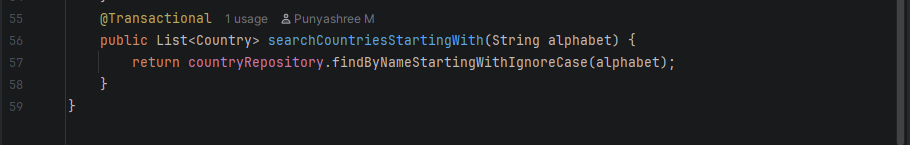 55 @Transactional 1 usage Punyashree M
56 public List<Country> searchCountriesStartingWith(String alphabet) {
57 return countryRepository.findByNameStartingWithIgnoreCase(alphabet);
58 }
59 }